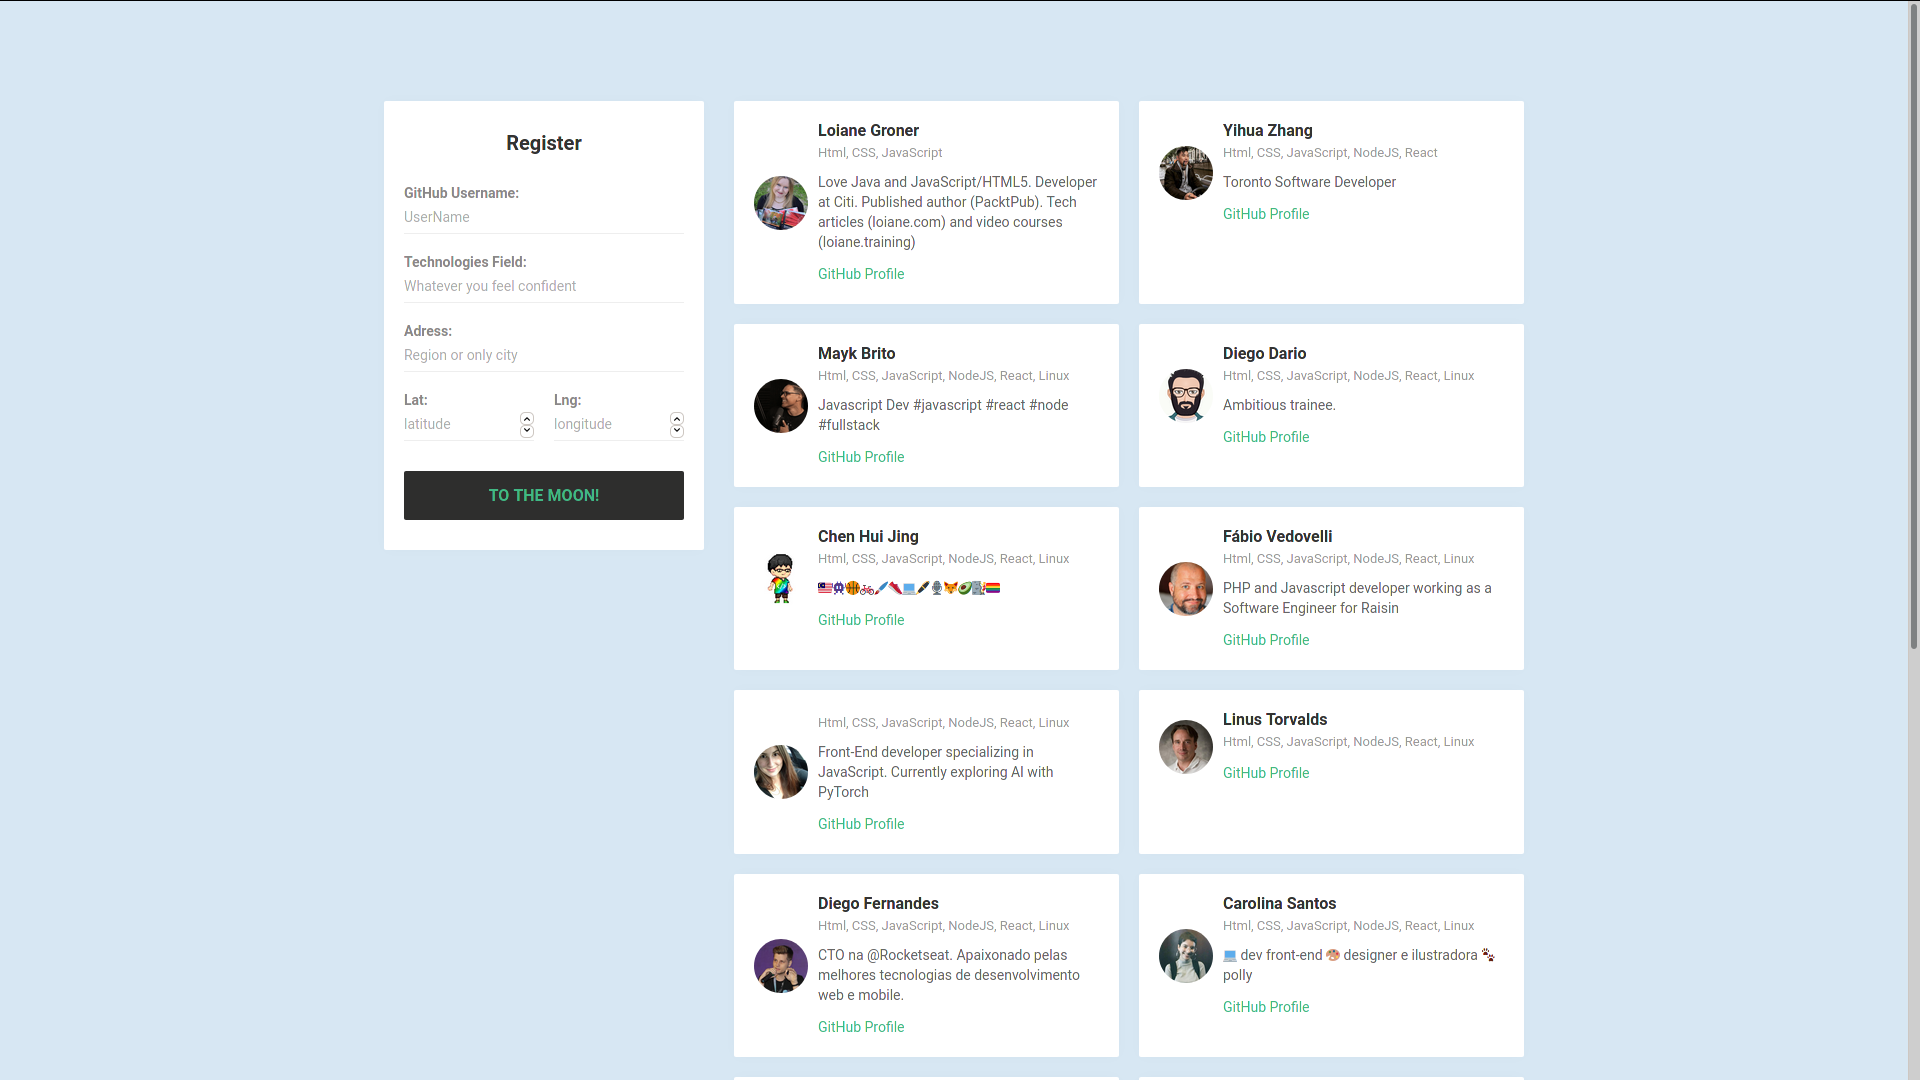 Register
GitHub Username:
UserName
Technologies Field:
Whatever you feel confident
Adress:
Region or only city
Lat:
latitude
Lng:
longitude
TO THE MOON!
Loiane Groner
Html, CSS, JavaScript
Love Java and JavaScript/HTML5. Developer
at Citi. Published author (PacktPub). Tech
articles (loiane.com) and video courses
(loiane.training)
GitHub Profile
Yihua Zhang
Html, CSS, JavaScript, NodeJS, React
Toronto Software Developer
GitHub Profile
Mayk Brito
Html, CSS, JavaScript, NodeJS, React, Linux
Javascript Dev #javascript #react #node
#fullstack
GitHub Profile
Diego Dario
Html, CSS, JavaScript, NodeJS, React, Linux
Ambitious trainee.
GitHub Profile
Chen Hui Jing
Html, CSS, JavaScript, NodeJS, React, Linux
GitHub Profile
Fábio Vedovelli
Html, CSS, JavaScript, NodeJS, React, Linux
PHP and Javascript developer working as a
Software Engineer for Raisin
GitHub Profile
Html, CSS, JavaScript, NodeJS, React, Linux
Front-End developer specializing in
JavaScript. Currently exploring AI with
PyTorch
GitHub Profile
Linus Torvalds
Html, CSS, JavaScript, NodeJS, React, Linux
GitHub Profile
Diego Fernandes
Html, CSS, JavaScript, NodeJS, React, Linux
CTO na @Rocketseat. Apaixonado pelas
melhores tecnologias de desenvolvimento
web e mobile.
GitHub Profile
Carolina Santos
Html, CSS, JavaScript, NodeJS, React, Linux
💻 dev front-end 🎨 designer e ilustradora 🐾
polly
GitHub Profile